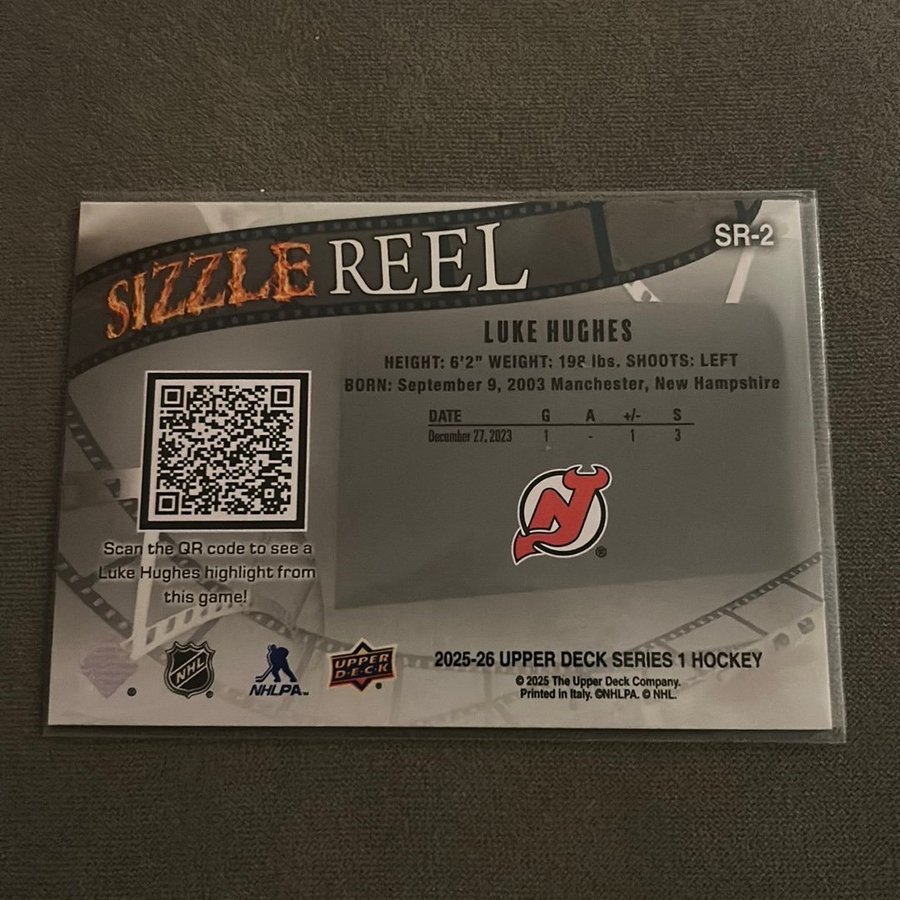 SIZZLE REEL
SR-2
LUKE HUGHES
HEIGHT: 6'2" WEIGHT: 198 lbs. SHOOTS: LEFT
BORN: September 9, 2003 Manchester, New Hampshire
DATE G A +/- S
December 27, 2023 1 - 1 3
NJ ®
Scan the QR code to see a
Luke Hughes highlight from
this game!
NHL ®
NHLPA™
UPPER
D·E·C·K ®
2025-26 UPPER DECK SERIES 1 HOCKEY
© 2025 The Upper Deck Company.
Printed in Italy. ©NHLPA. © NHL.